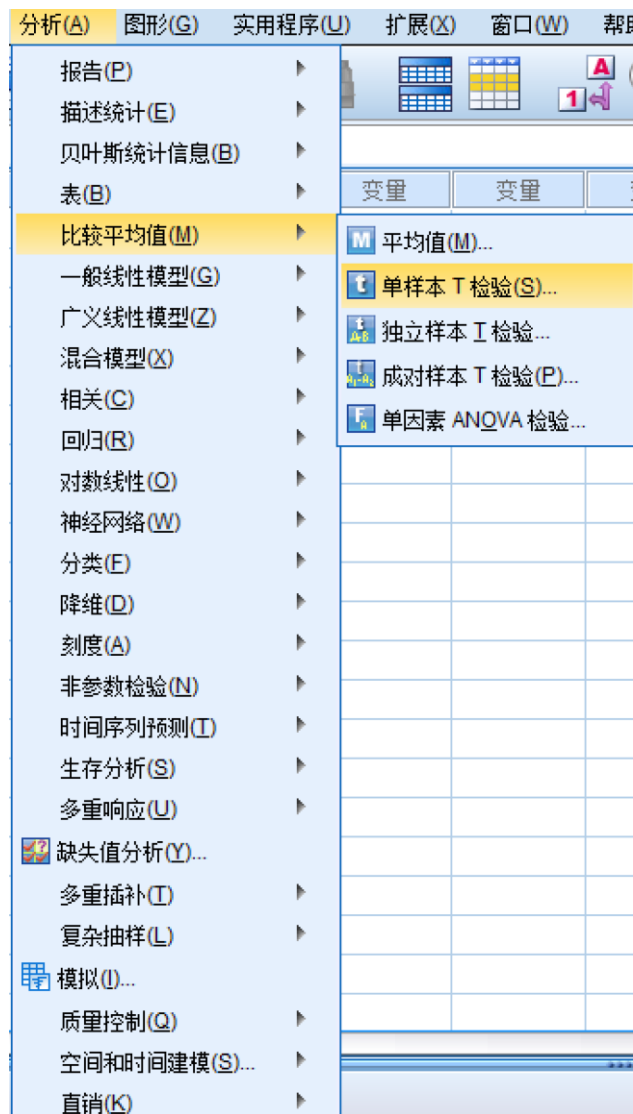 分析(A) 图形(G) 实用程序(U) 扩展(X) 窗口(W) 帮
A
1
报告(P)
描述统计(E)
贝叶斯统计信息(B)
表(B)
变量 变量
比较平均值(M)
平均值(M)...
一般线性模型(G)
单样本 T 检验(S)...
广义线性模型(Z)
独立样本 T 检验...
混合模型(X)
成对样本 T 检验(P)...
相关(C)
单因素 ANOVA 检验...
回归(R)
对数线性(O)
神经网络(W)
分类(F)
降维(D)
刻度(A)
非参数检验(N)
时间序列预测(T)
生存分析(S)
多重响应(U)
缺失值分析(Y)...
多重插补(T)
复杂抽样(L)
模拟(I)...
质量控制(Q)
空间和时间建模(S)...
直销(K)